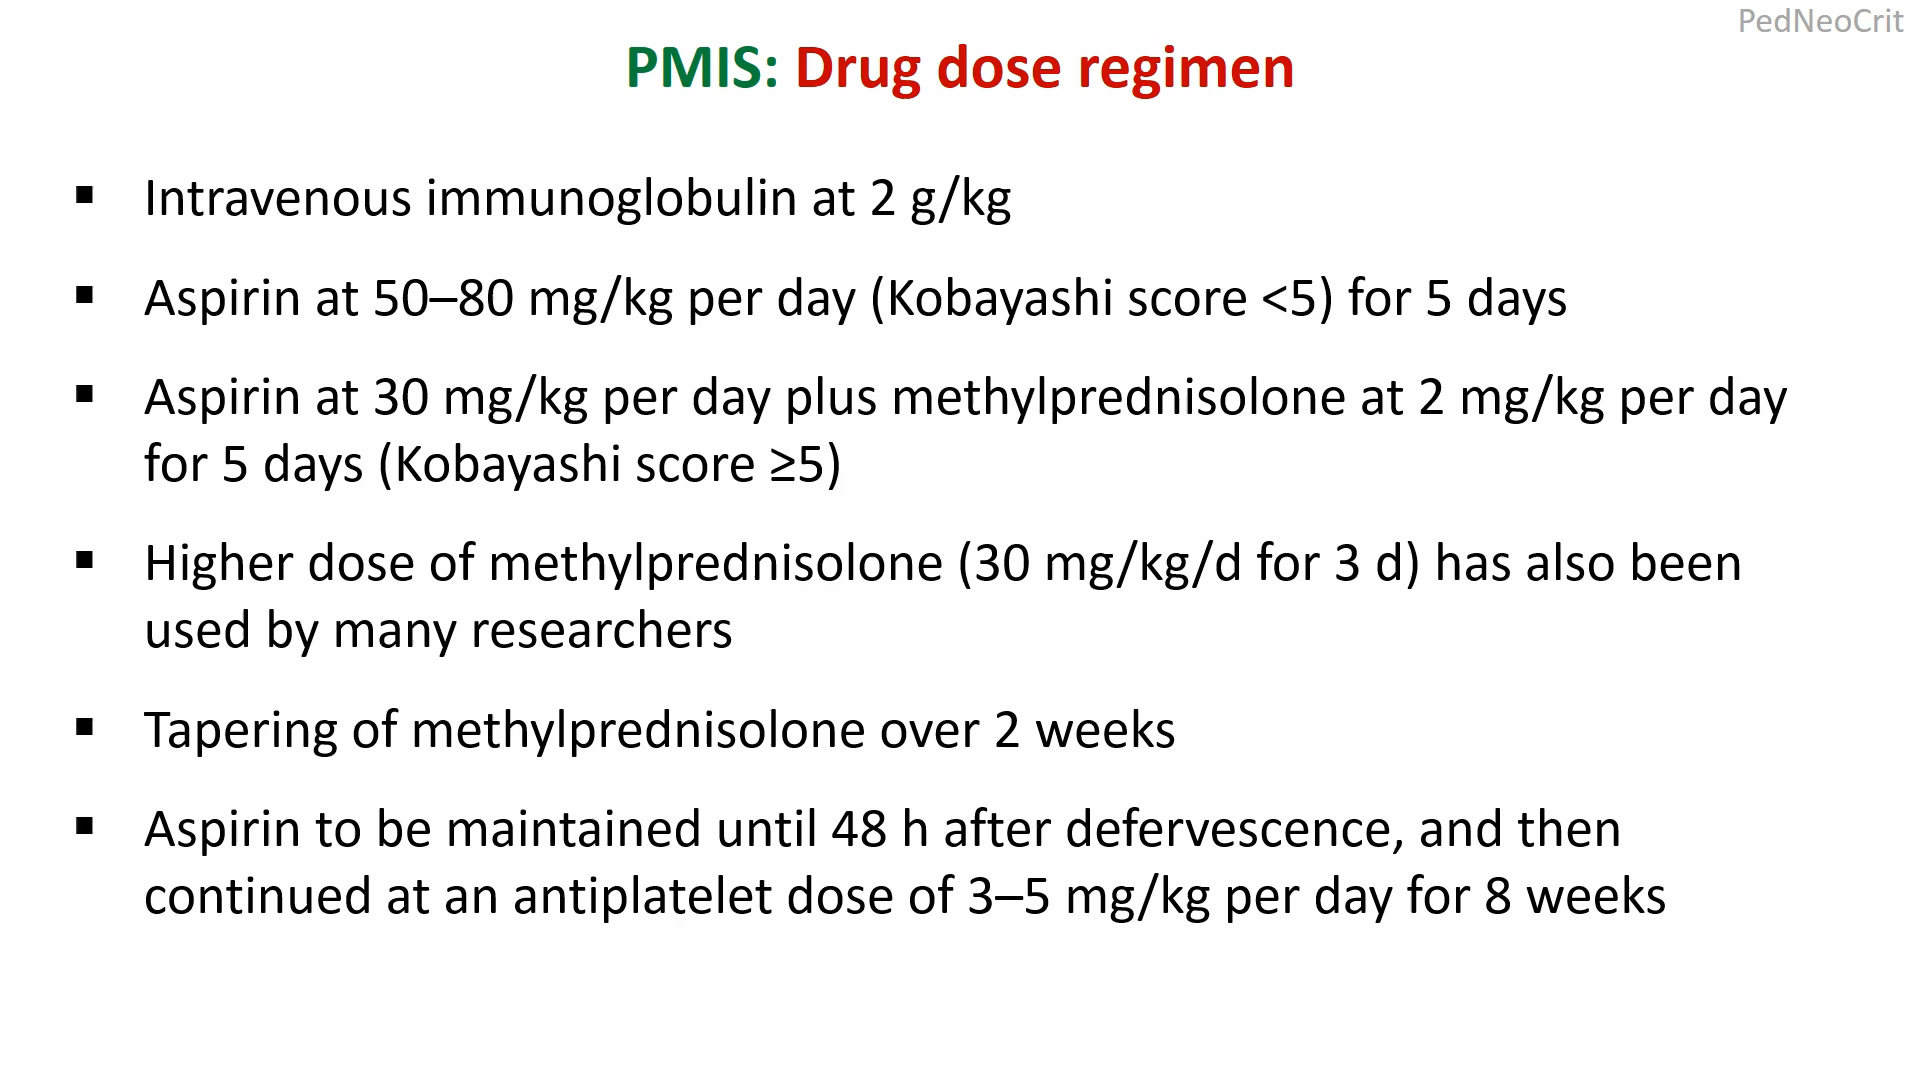 PedNeoCrit
PMIS: Drug dose regimen
▪ Intravenous immunoglobulin at 2 g/kg
▪ Aspirin at 50–80 mg/kg per day (Kobayashi score <5) for 5 days
▪ Aspirin at 30 mg/kg per day plus methylprednisolone at 2 mg/kg per day
for 5 days (Kobayashi score ≥5)
▪ Higher dose of methylprednisolone (30 mg/kg/d for 3 d) has also been
used by many researchers
▪ Tapering of methylprednisolone over 2 weeks
▪ Aspirin to be maintained until 48 h after defervescence, and then
continued at an antiplatelet dose of 3–5 mg/kg per day for 8 weeks